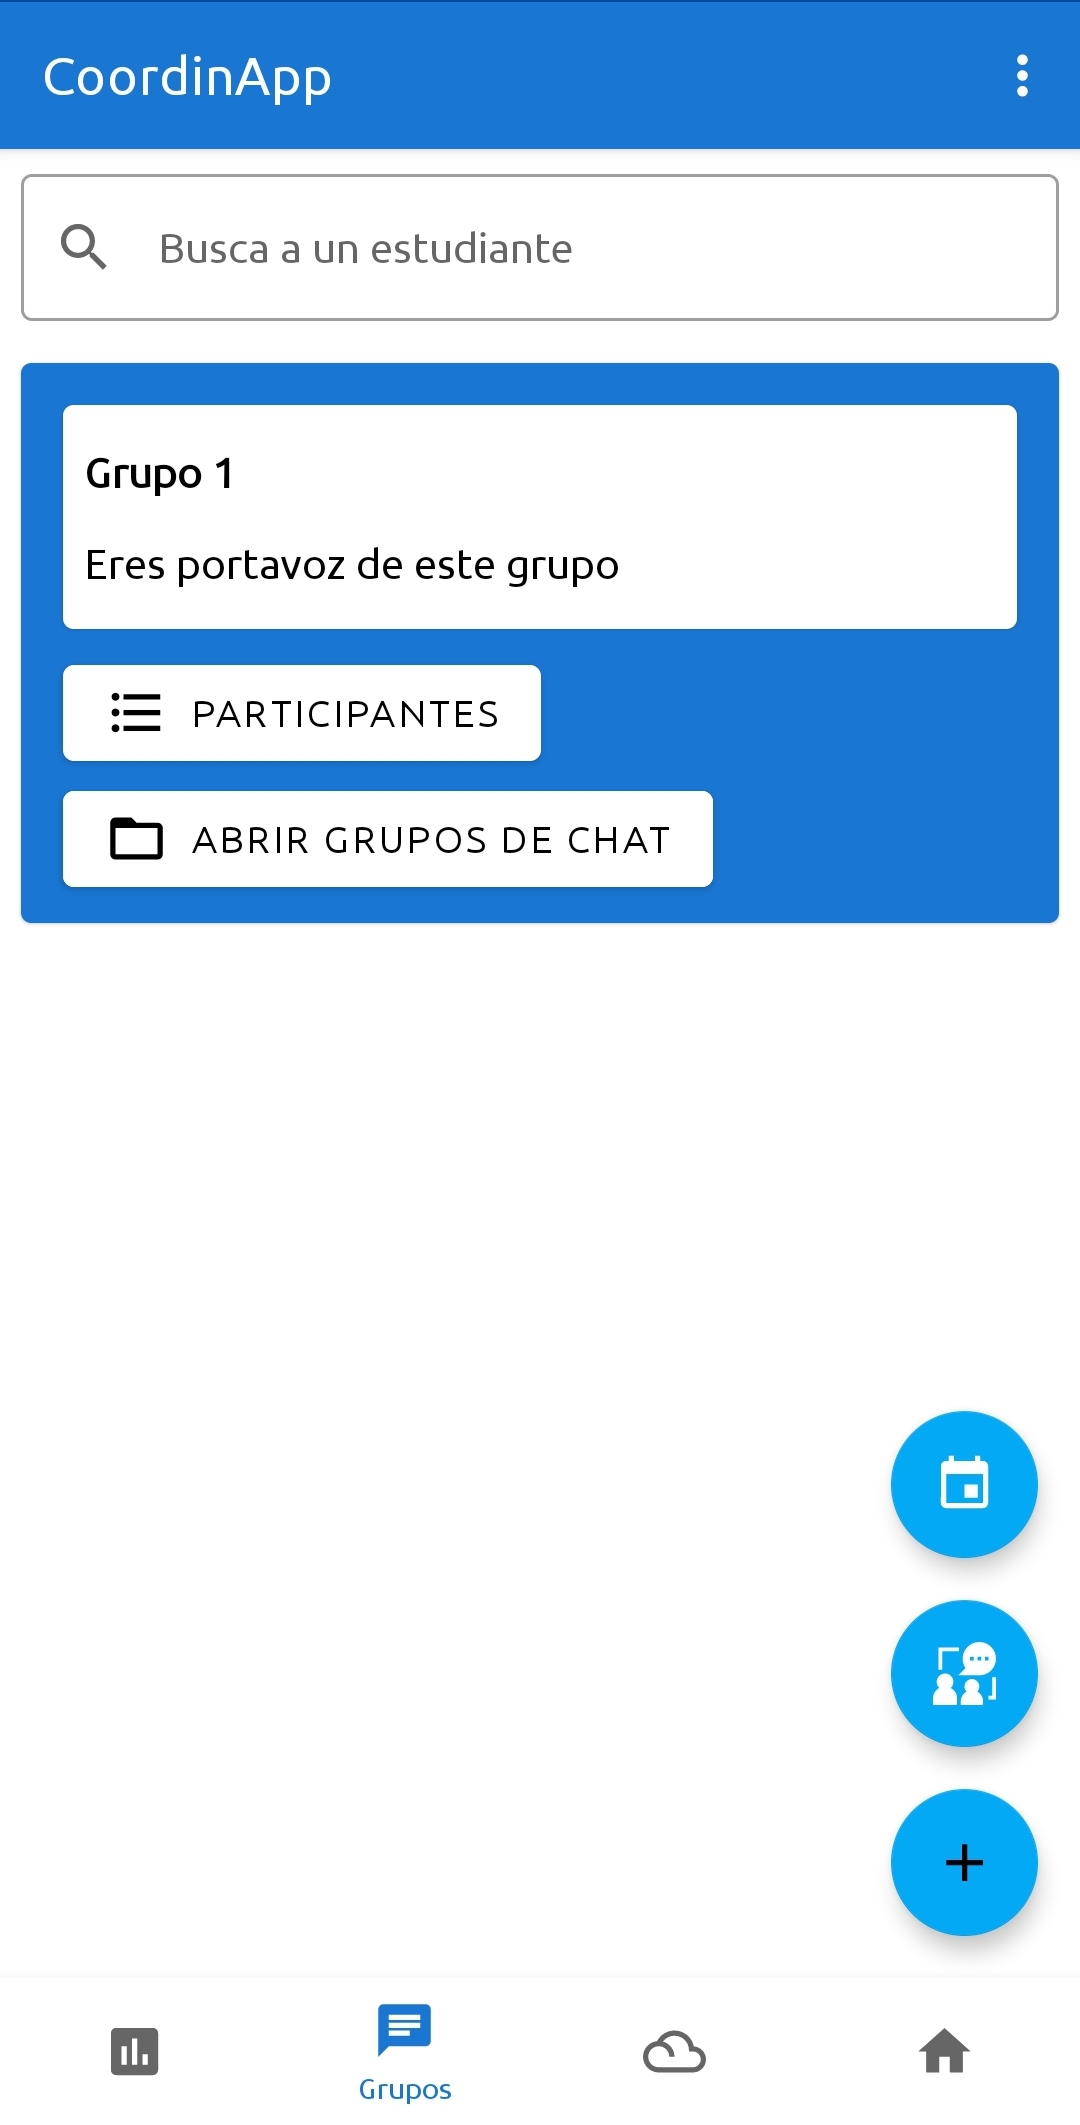 CoordinApp
Busca a un estudiante
Grupo 1
Eres portavoz de este grupo
PARTICIPANTES
ABRIR GRUPOS DE CHAT
Grupos